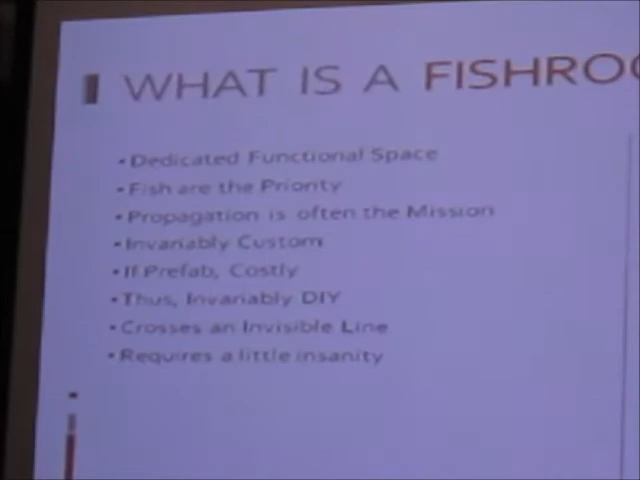 WHAT IS A FISHROO
•Dedicated Functional Space
•Fish are the Priority
•Propagation is often the Mission
•Invariably Custom
•If Prefab, Costly
•Thus, Invariably DIY
•Crosses an Invisible Line
•Requires a little insanity